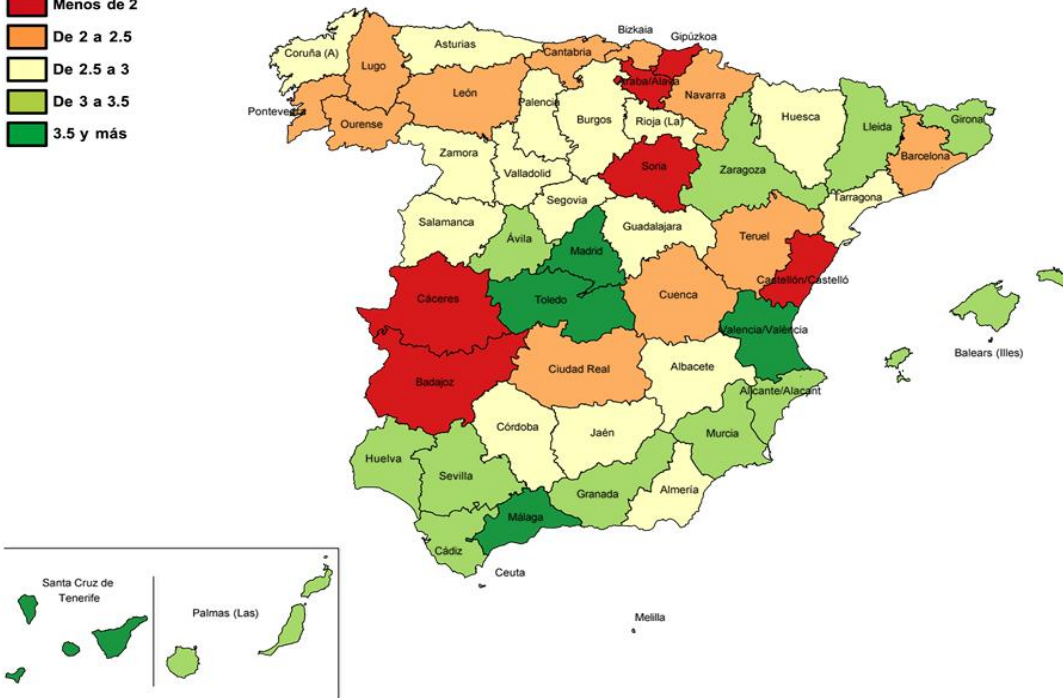 Menos de 2
De 2 a 2.5
De 2.5 a 3
De 3 a 3.5
3.5 y más
Bizkaia
Gipúzkoa
Asturias
Cantabria
Coruña (A)
Lugo
Araba/Álava
León
Navarra
Palencia
Pontevedra
Burgos
Rioja (La)
Huesca
Girona
Ourense
Lleida
Zamora
Barcelona
Soria
Valladolid
Zaragoza
Segovia
Tarragona
Salamanca
Guadalajara
Ávila
Teruel
Madrid
Castellón/Castelló
Cáceres
Toledo
Cuenca
Valencia/València
Balears (Illes)
Albacete
Ciudad Real
Badajoz
Alicante/Alacant
Córdoba
Jaén
Murcia
Huelva
Sevilla
Almería
Granada
Málaga
Cádiz
Ceuta
Santa Cruz de
Tenerife
Palmas (Las)
Melilla